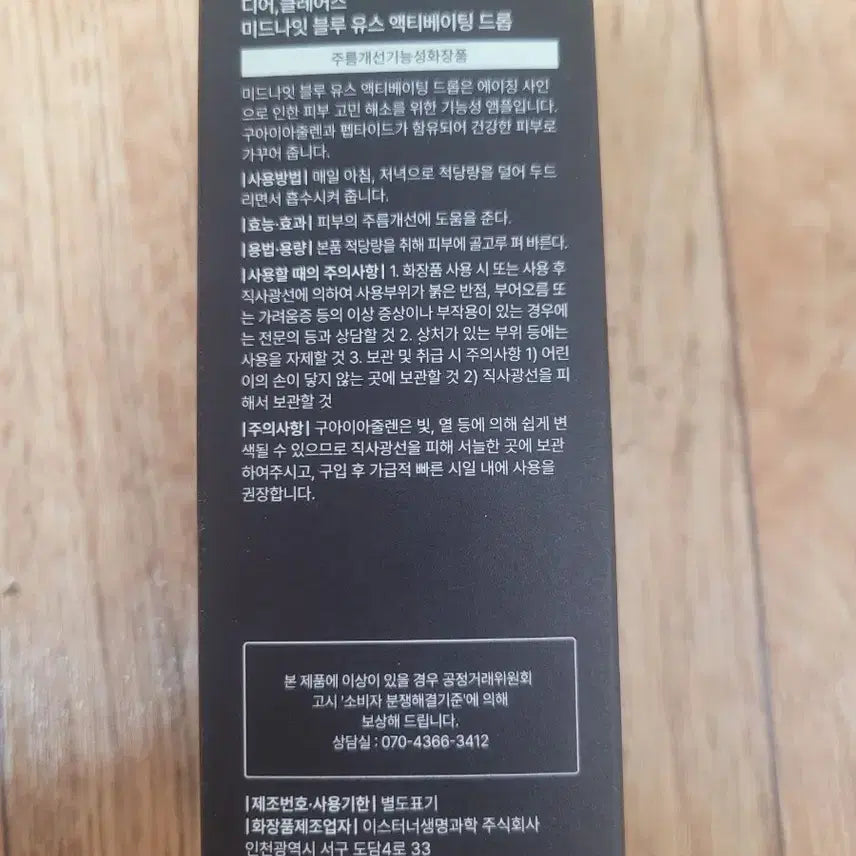 디어,클레어스
미드나잇 블루 유스 액티베이팅 드롭
주름개선기능성화장품
미드나잇 블루 유스 액티베이팅 드롭은 에이징 사인
으로 인한 피부 고민 해소를 위한 기능성 앰플입니다.
구아이아줄렌과 펩타이드가 함유되어 건강한 피부로
가꾸어 줍니다.
|사용방법| 매일 아침, 저녁으로 적당량을 덜어 두드
리면서 흡수시켜 줍니다.
|효능·효과| 피부의 주름개선에 도움을 준다.
|용법·용량| 본품 적당량을 취해 피부에 골고루 펴 바른다.
|사용할 때의 주의사항| 1. 화장품 사용 시 또는 사용 후
직사광선에 의하여 사용부위가 붉은 반점, 부어오름 또
는 가려움증 등의 이상 증상이나 부작용이 있는 경우에
는 전문의 등과 상담할 것 2. 상처가 있는 부위 등에는
사용을 자제할 것 3. 보관 및 취급 시 주의사항 1) 어린
이의 손이 닿지 않는 곳에 보관할 것 2) 직사광선을 피
해서 보관할 것
|주의사항| 구아이아줄렌은 빛, 열 등에 의해 쉽게 변
색될 수 있으므로 직사광선을 피해 서늘한 곳에 보관
하여주시고, 구입 후 가급적 빠른 시일 내에 사용을
권장합니다.
본 제품에 이상이 있을 경우 공정거래위원회
고시 '소비자 분쟁해결기준'에 의해
보상해 드립니다.
상담실 : 070-4366-3412
|제조번호·사용기한| 별도표기
|화장품제조업자| 이스터너생명과학 주식회사
인천광역시 서구 도담4로 33